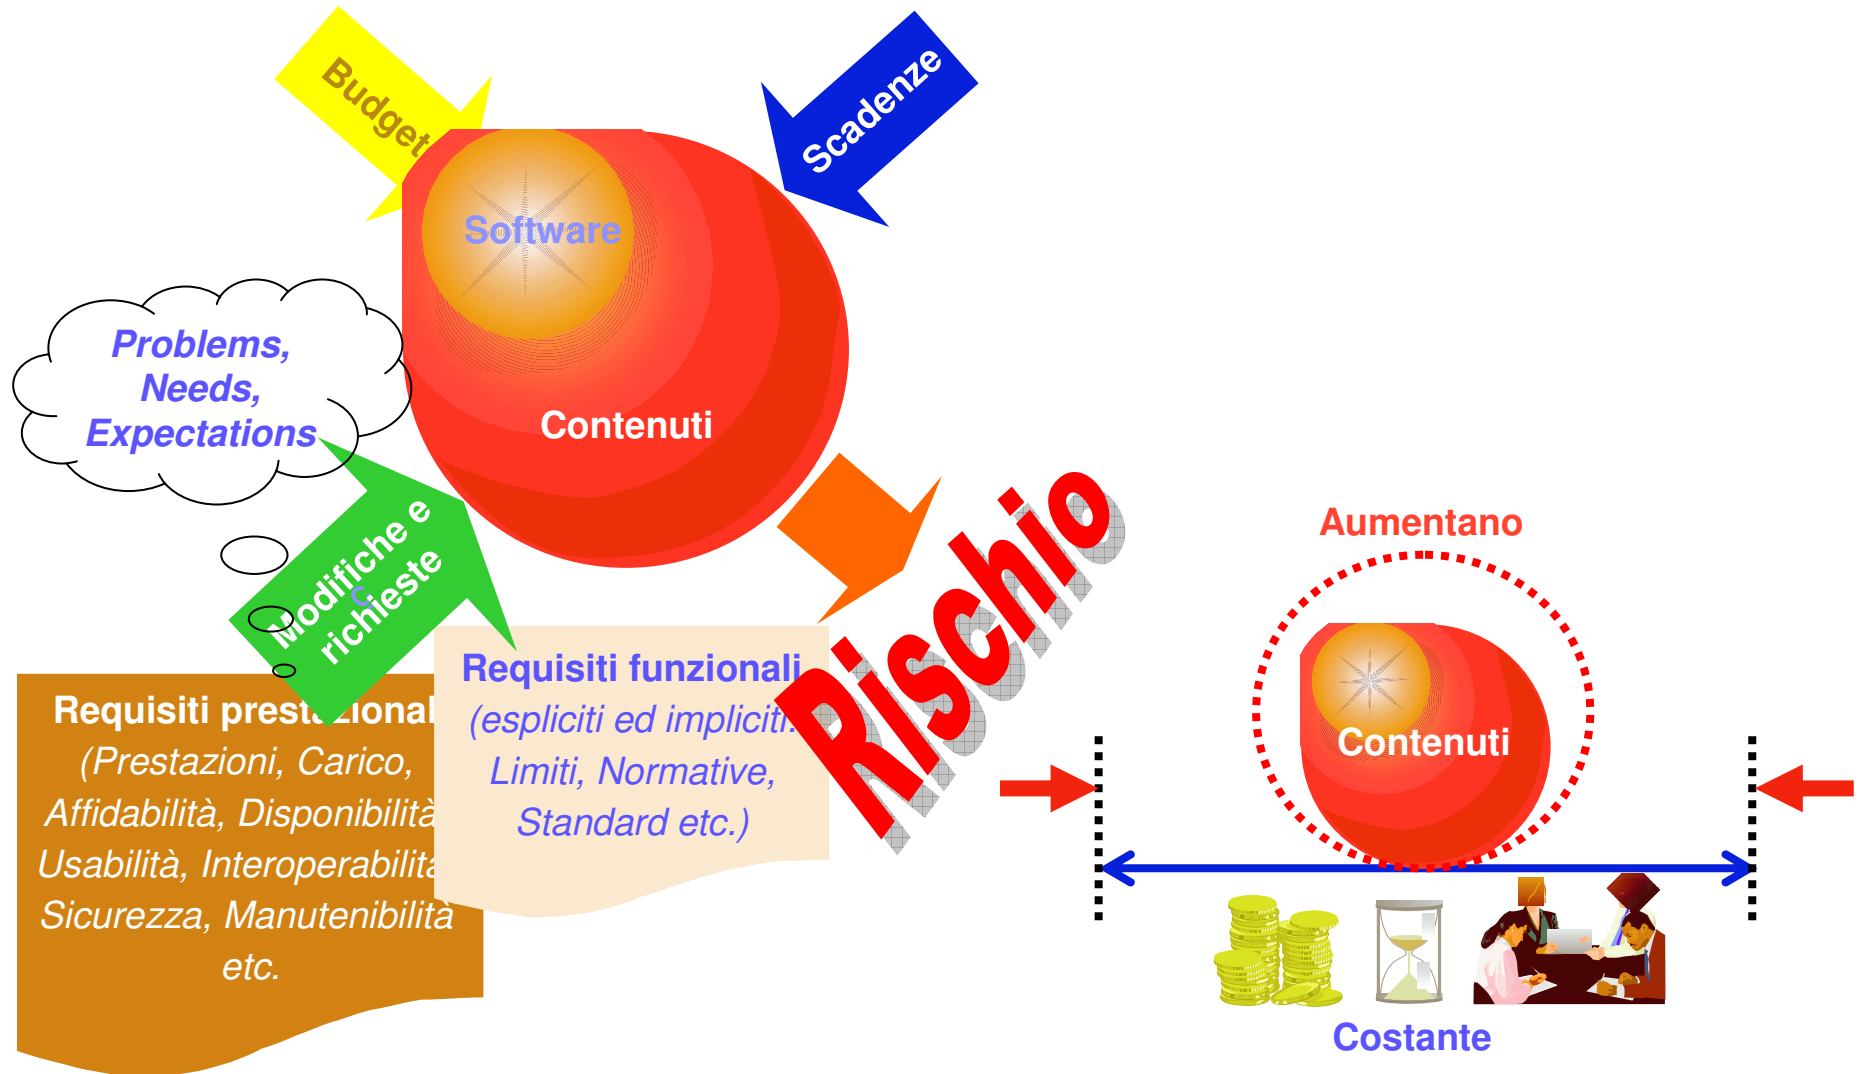 Budget
Scadenze
Software
Problems,
Needs,
Expectations
Contenuti
Modifiche e
richieste
c
Rischio
Requisiti funzionali
(espliciti ed impliciti:
Limiti, Normative,
Standard etc.)
Requisiti prestazional
(Prestazioni, Carico,
Affidabilità, Disponibilità,
Usabilità, Interoperabilità
Sicurezza, Manutenibilità
etc.
Aumentano
Contenuti
Costante